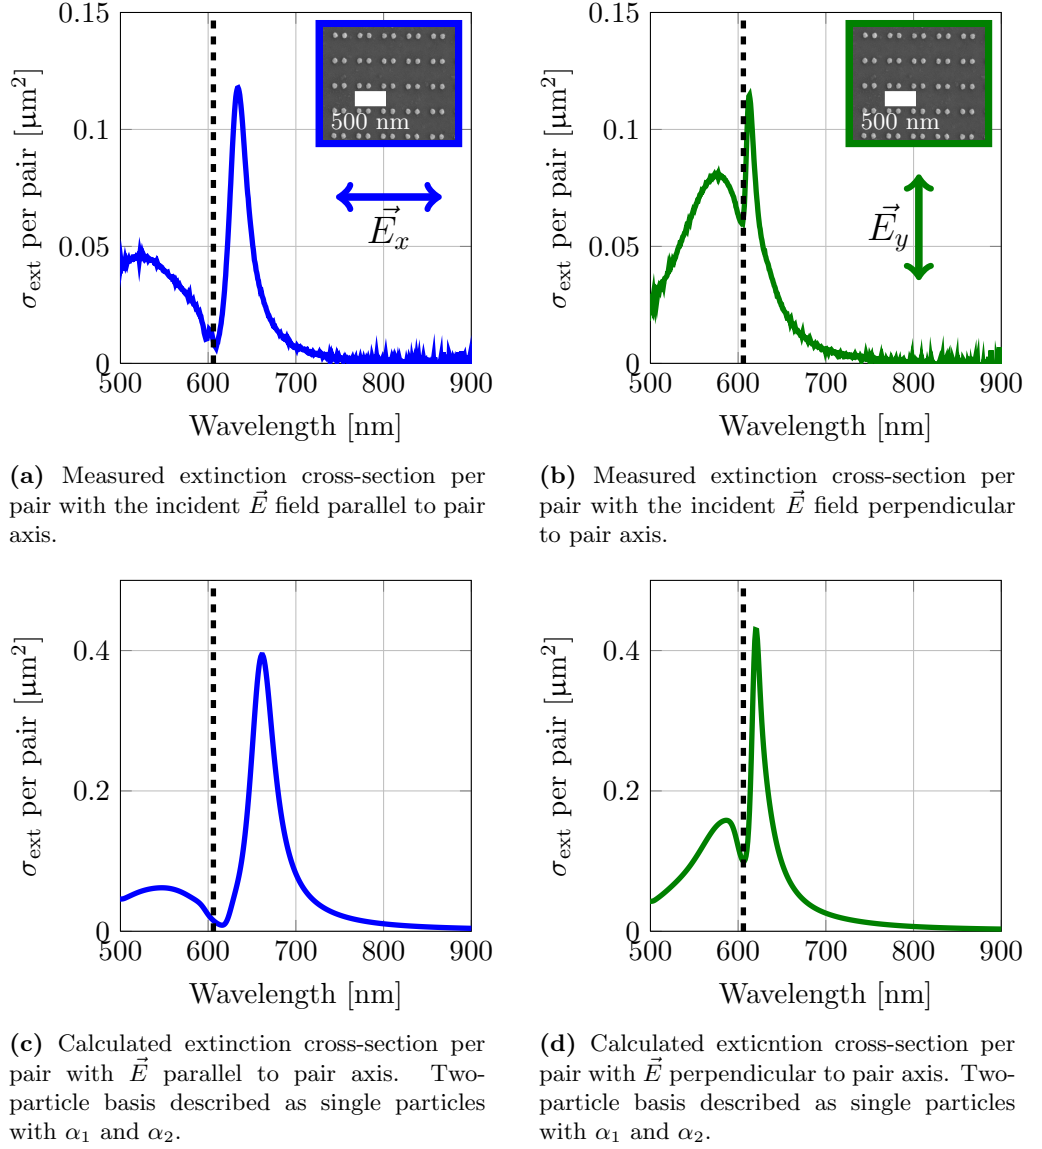 0.15
0.1
0.05
0
500
600
700
800
900
Wavelength [nm]
σext per pair [µm²]
500 nm
E⃗x
0.15
0.1
0.05
0
500
600
700
800
900
Wavelength [nm]
σext per pair [µm²]
500 nm
E⃗y
(a) Measured extinction cross-section per
pair with the incident E⃗ field parallel to pair
axis.
(b) Measured extinction cross-section per
pair with the incident E⃗ field perpendicular
to pair axis.
0.4
0.2
0
500
600
700
800
900
Wavelength [nm]
σext per pair [µm²]
0.4
0.2
0
500
600
700
800
900
Wavelength [nm]
σext per pair [µm²]
(c) Calculated extinction cross-section per
pair with E⃗ parallel to pair axis. Two-
particle basis described as single particles
with α1 and α2.
(d) Calculated exticntion cross-section per
pair with E⃗ perpendicular to pair axis. Two-
particle basis described as single particles
with α1 and α2.